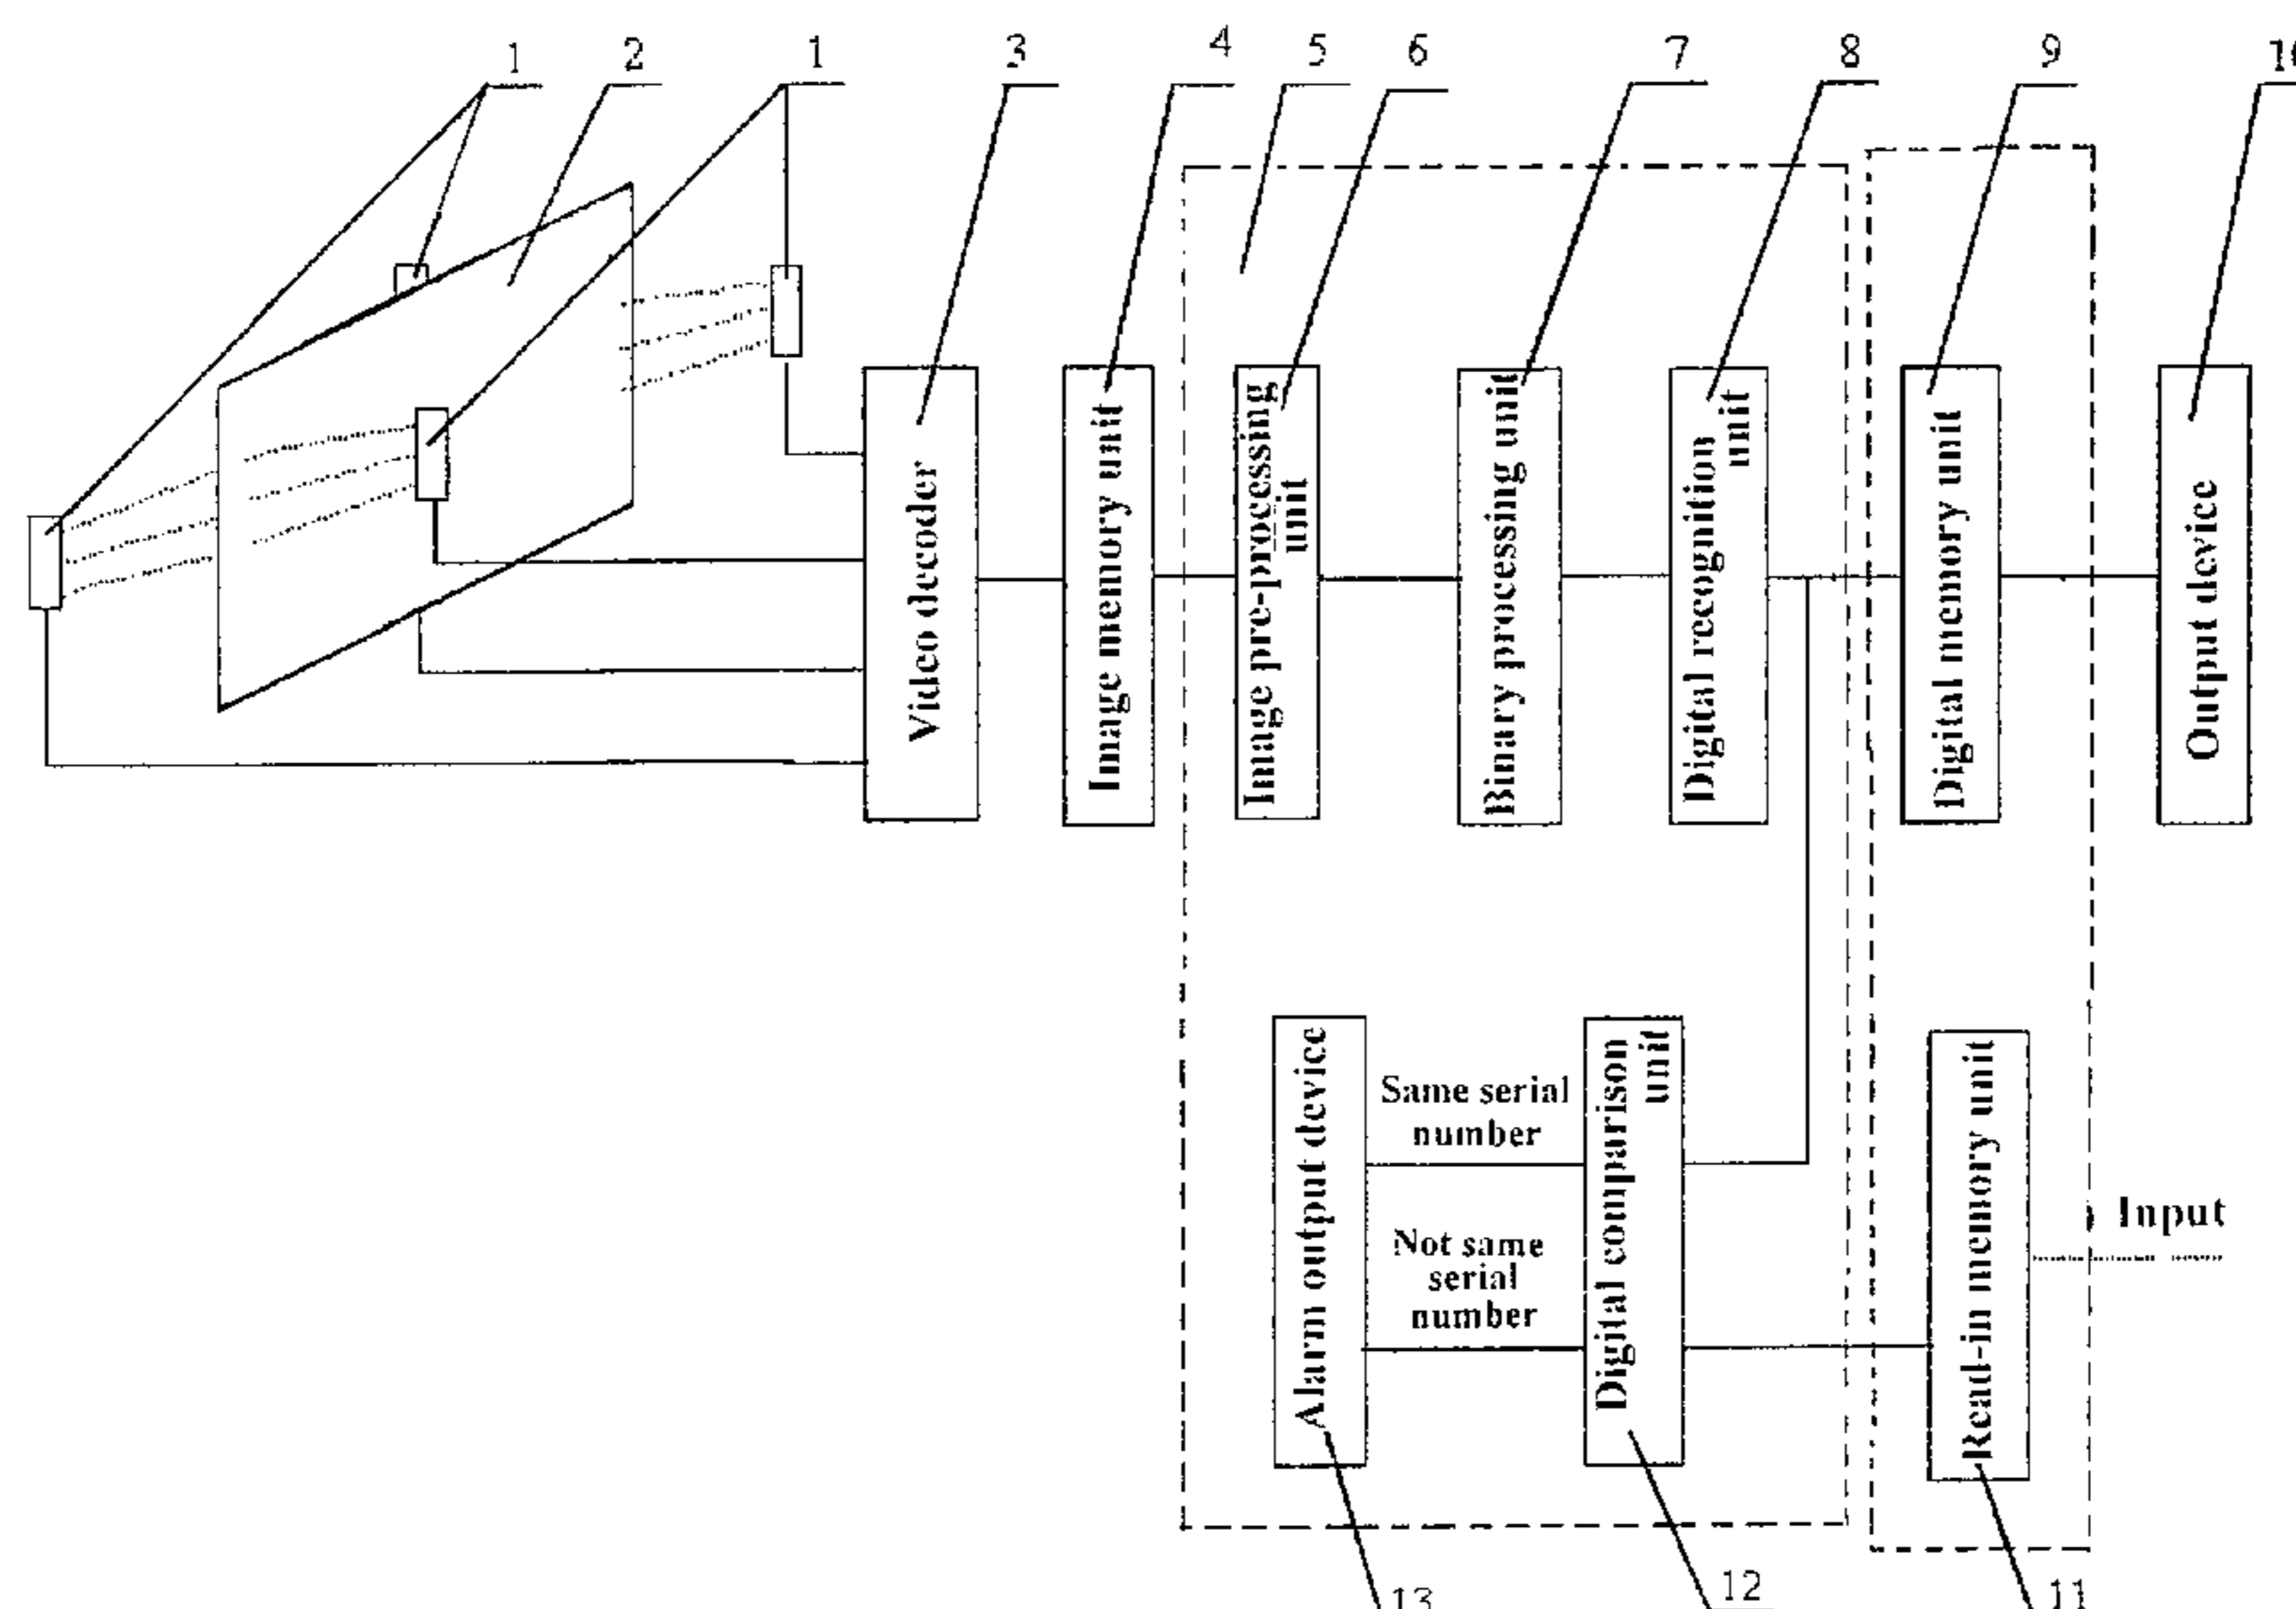 1
2
1
3
4
5
6
7
8
9
10
Video decoder
Image memory unit
Image pre-processing
unit
Binary processing unit
Digital recognition
unit
Digital memory unit
Output device
Alarm output device
Same serial
number
Not same
serial
number
Digital comparison
unit
Read-in memory unit
Input
13
12
11